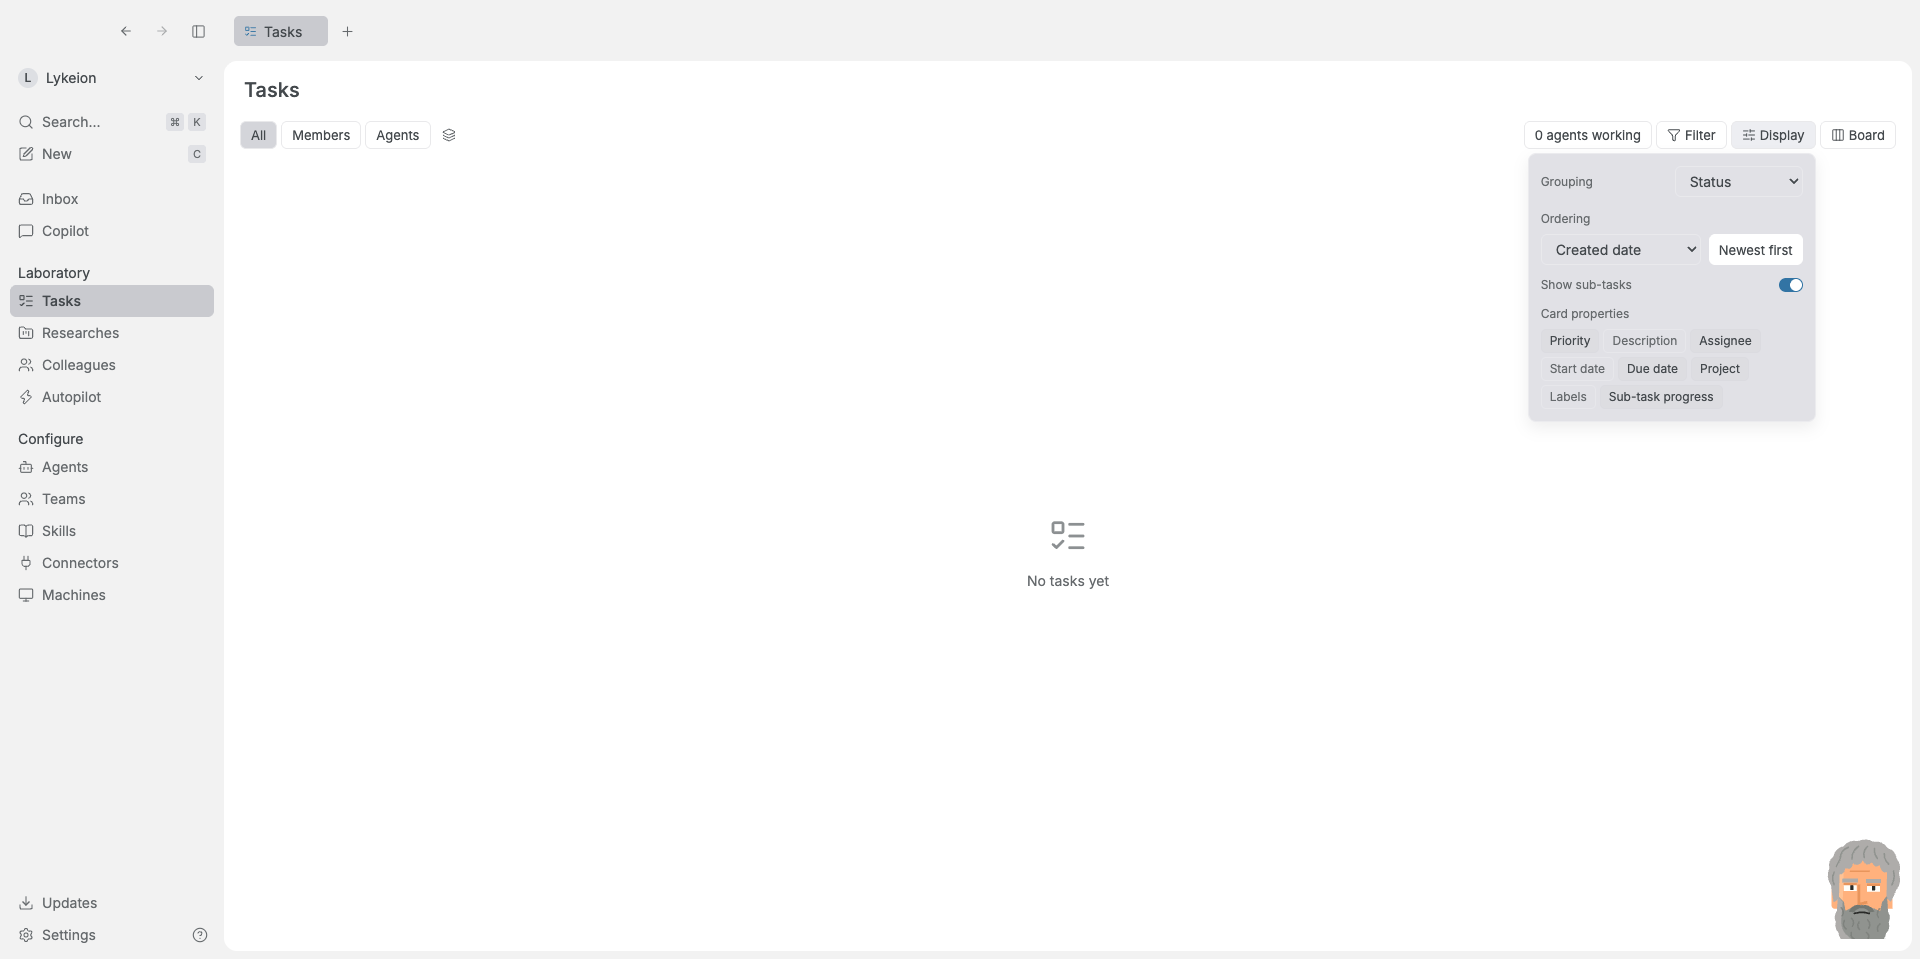 Tasks
L Lykeion
Search... ⌘ K
New C
Inbox
Copilot
Laboratory
Tasks
Researches
Colleagues
Autopilot
Configure
Agents
Teams
Skills
Connectors
Machines
Updates
Settings
Tasks
All Members Agents
0 agents working Filter Display Board
Grouping Status
Ordering
Created date Newest first
Show sub-tasks
Card properties
Priority Description Assignee
Start date Due date Project
Labels Sub-task progress
No tasks yet